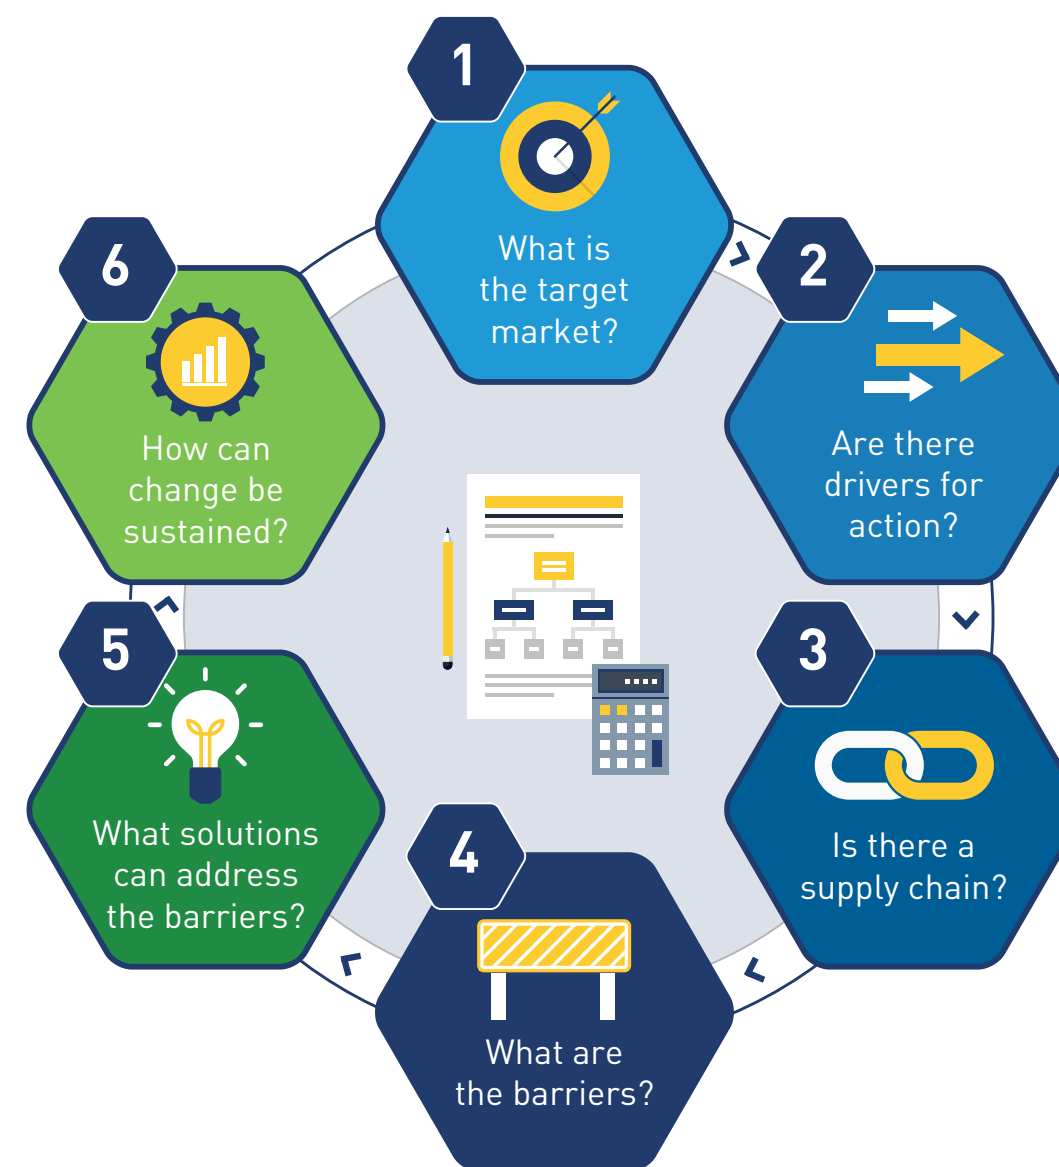 1
What is
the target
market?
2
Are there
drivers for
action?
3
Is there a
supply chain?
4
What are
the barriers?
5
What solutions
can address
the barriers?
6
How can
change be
sustained?